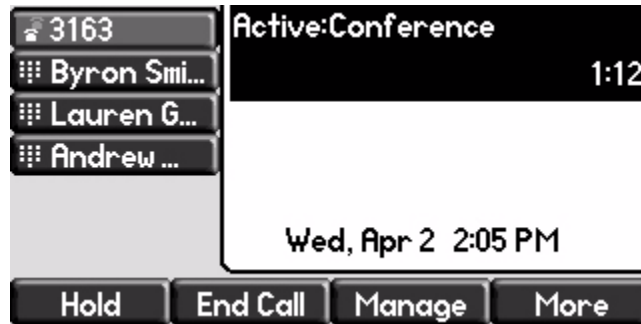 3163
Byron Smi...
Lauren G...
Andrew ...
Active:Conference
1:12
Wed, Apr 2 2:05 PM
Hold End Call Manage More